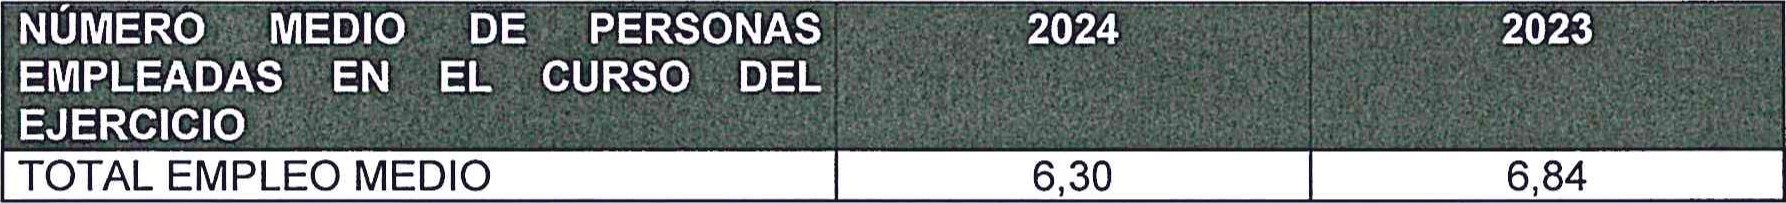 NÚMERO MEDIO DE PERSONAS 2024 2023
EMPLEADAS EN EL CURSO DEL
EJERCICIO
TOTAL EMPLEO MEDIO 6,30 6,84